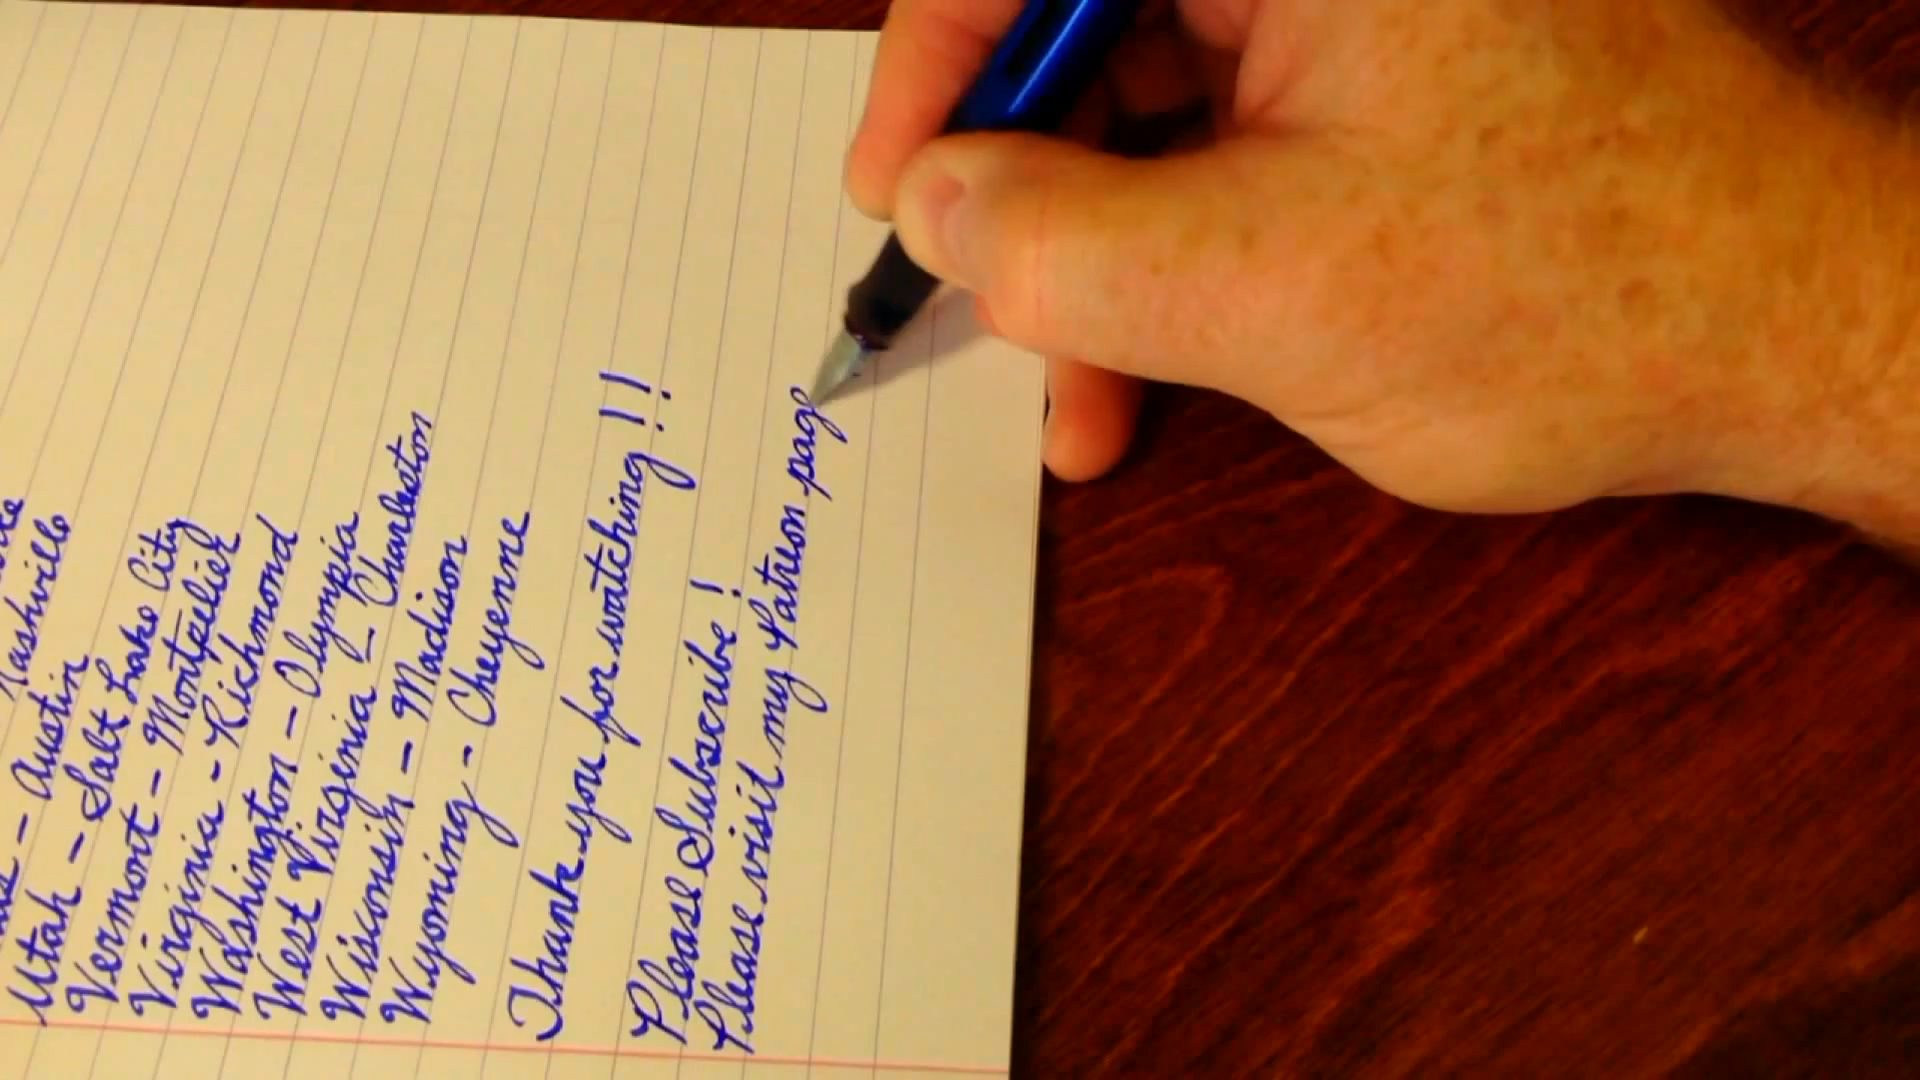 Nashville
- Austin
Utah - Salt Lake City
Vermont - Montpelier
Virginia - Richmond
Washington - Olympia
West Virginia - Charleston
Wisconsin - Madison
Wyoming - Cheyenne
Thank you for watching!!
Please Subscribe!
Please visit my Patreon page